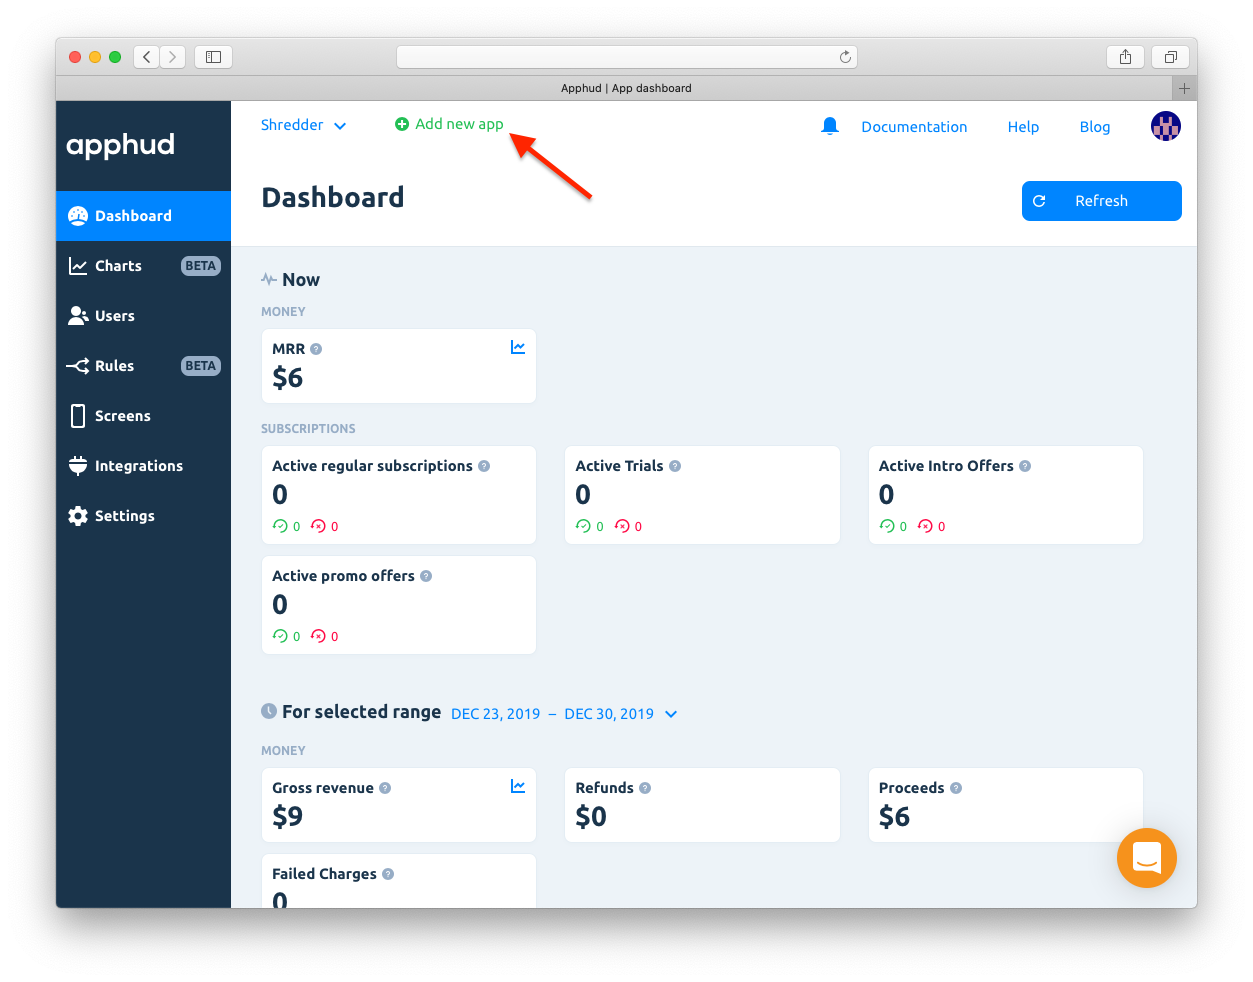 Apphud | App dashboard
apphud
Shredder
Add new app
Documentation
Help
Blog
Dashboard
Refresh
Dashboard
Charts BETA
Users
Rules BETA
Screens
Integrations
Settings
Now
MONEY
MRR ?
$6
SUBSCRIPTIONS
Active regular subscriptions ?
0
0 0
Active Trials ?
0
0 0
Active Intro Offers ?
0
0 0
Active promo offers ?
0
0 0
For selected range DEC 23, 2019 – DEC 30, 2019
MONEY
Gross revenue ?
$9
Refunds ?
$0
Proceeds ?
$6
Failed Charges ?
0